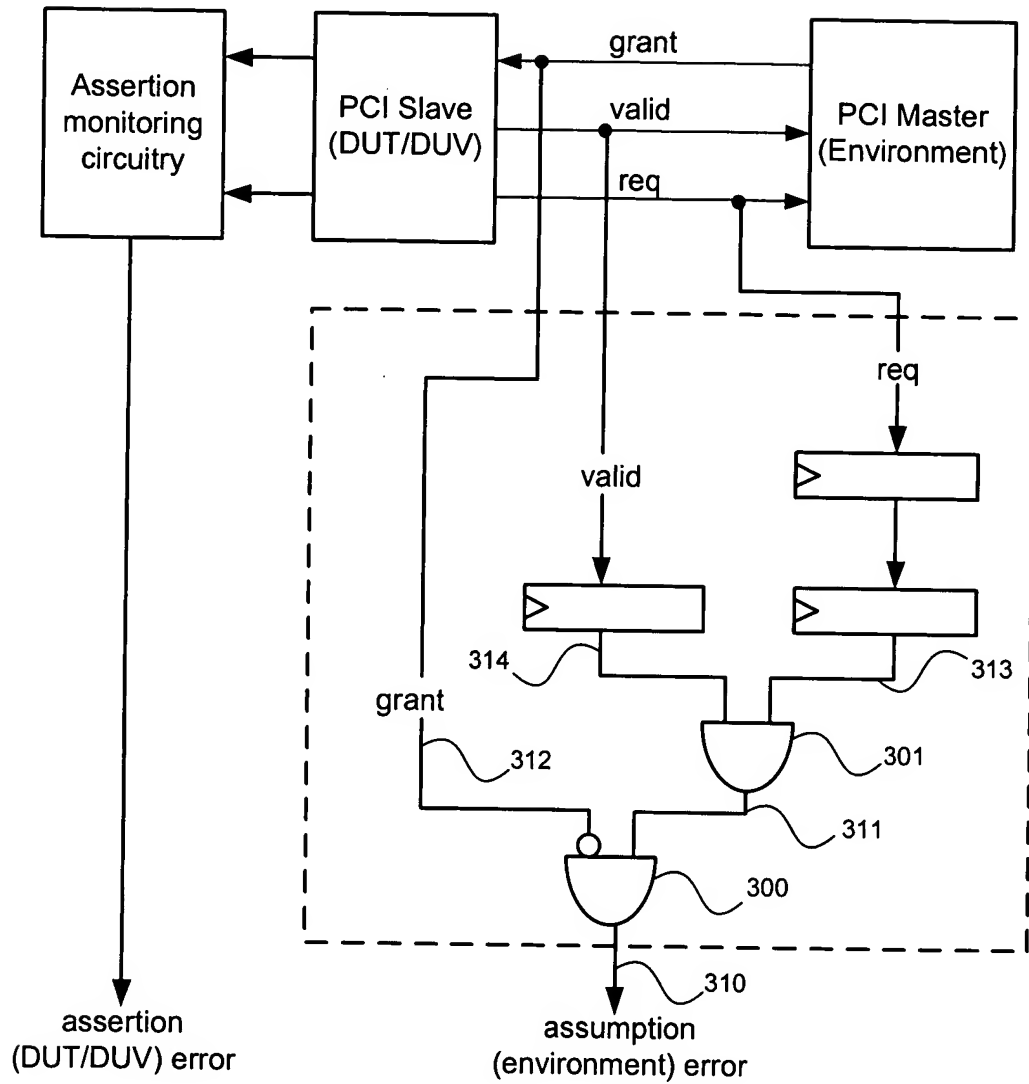 Assertion
monitoring
circuitry
PCI Slave
(DUT/DUV)
grant
valid
req
PCI Master
(Environment)
req
valid
314
313
grant
312
301
311
300
310
assertion
(DUT/DUV) error
assumption
(environment) error